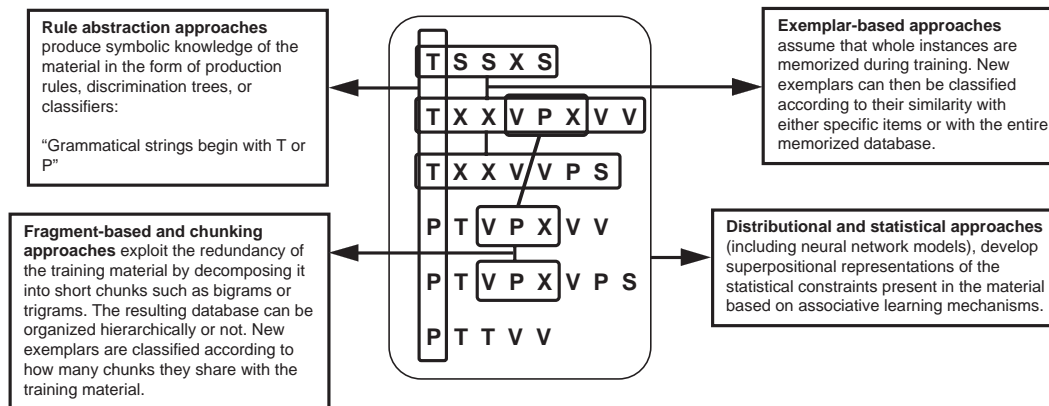 Rule abstraction approaches
produce symbolic knowledge of the
material in the form of production
rules, discrimination trees, or
classifiers:
“Grammatical strings begin with T or
P”
Fragment-based and chunking
approaches exploit the redundancy of
the training material by decomposing it
into short chunks such as bigrams or
trigrams. The resulting database can be
organized hierarchically or not. New
exemplars are classified according to
how many chunks they share with the
training material.
T S S X S
T X X V P X V V
T X X V V P S
P T V P X V V
P T V P X V P S
P T T V V
Exemplar-based approaches
assume that whole instances are
memorized during training. New
exemplars can then be classified
according to their similarity with
either specific items or with the entire
memorized database.
Distributional and statistical approaches
(including neural network models), develop
superpositional representations of the
statistical constraints present in the material
based on associative learning mechanisms.